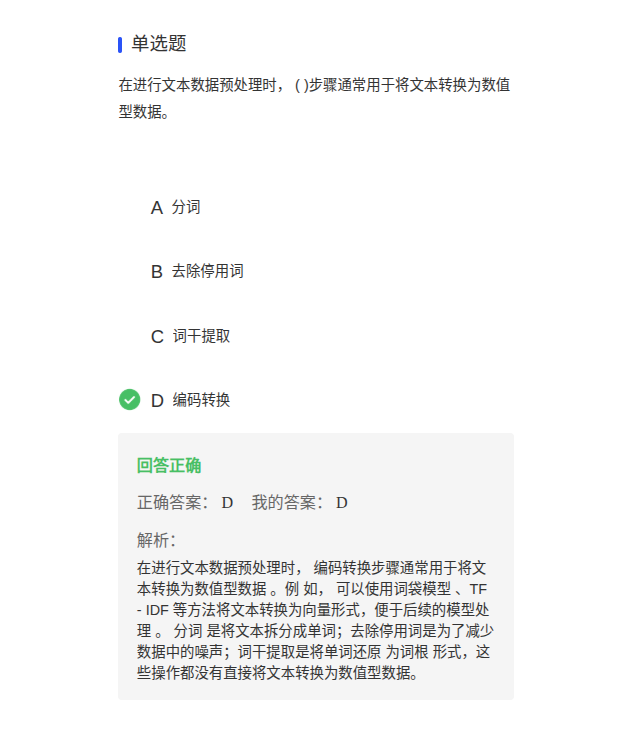 单选题
在进行文本数据预处理时， ( )步骤通常用于将文本转换为数值
型数据。
A 分词
B 去除停用词
C 词干提取
D 编码转换
回答正确
正确答案： D 我的答案： D
解析：
在进行文本数据预处理时， 编码转换步骤通常用于将文
本转换为数值型数据 。例 如， 可以使用词袋模型 、TF
- IDF 等方法将文本转换为向量形式，便于后续的模型处
理 。 分词 是将文本拆分成单词；去除停用词是为了减少
数据中的噪声；词干提取是将单词还原 为词根 形式，这
些操作都没有直接将文本转换为数值型数据。